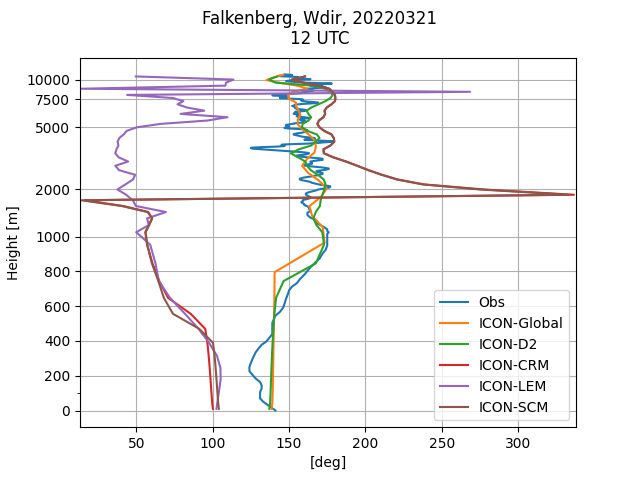 Falkenberg, Wdir, 20220321
12 UTC
10000
7500
5000
2000
1000
800
600
400
200
0
Height [m]
50
100
150
200
250
300
[deg]
Obs
ICON-Global
ICON-D2
ICON-CRM
ICON-LEM
ICON-SCM